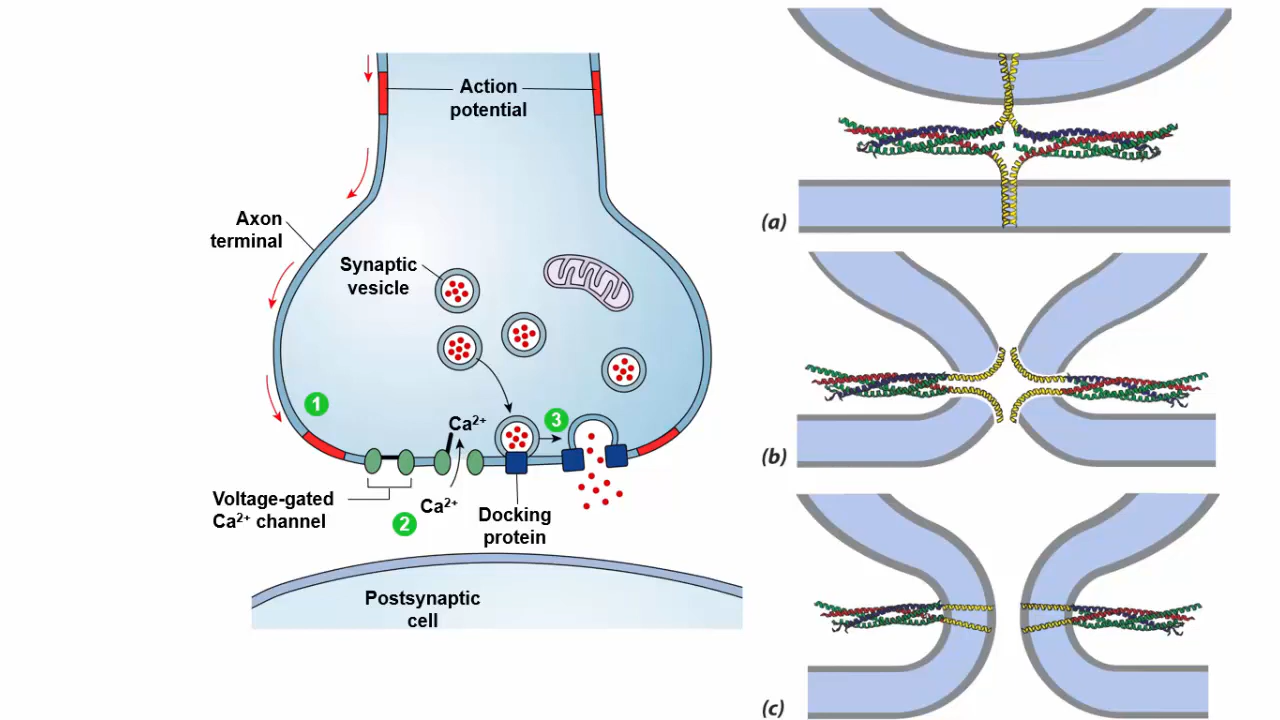 Action
potential
Axon
terminal
Synaptic
vesicle
1
Ca²⁺
3
Voltage-gated
Ca²⁺ channel
2
Ca²⁺
Docking
protein
Postsynaptic
cell
(a)
(b)
(c)